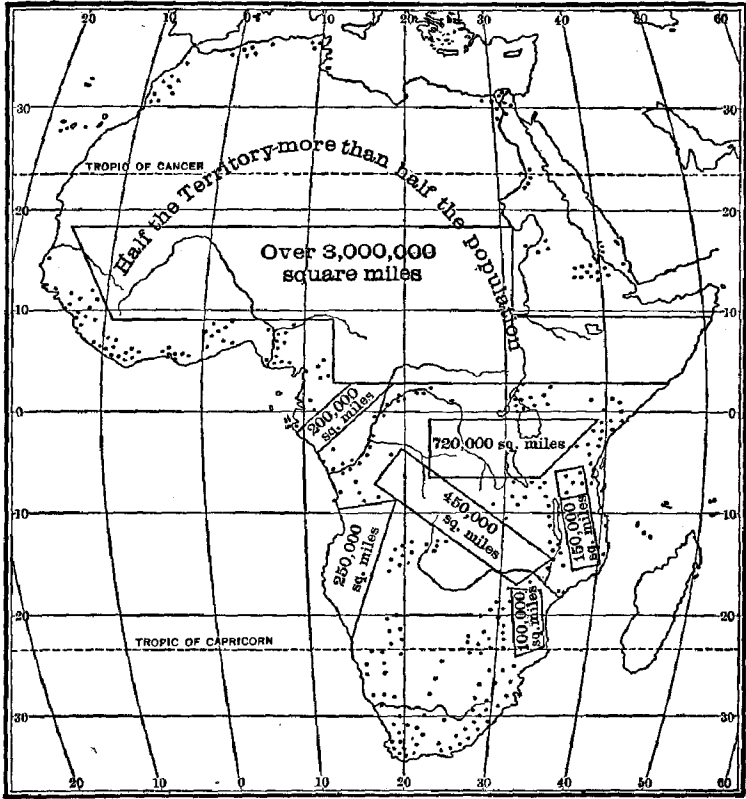 20 10 0 10 20 30 40 50 60
30 30
TROPIC OF CANCER
Half the Territory-more than half the population
20 20
Over 3,000,000
square miles
10 10
0 0
200,000
sq. miles
720,000 sq. miles
450,000
sq. miles
150,000
sq. miles
10 10
250,000
sq. miles
100,000
sq. miles
20 20
TROPIC OF CAPRICORN
30 30
20 10 0 10 20 30 40 50 60